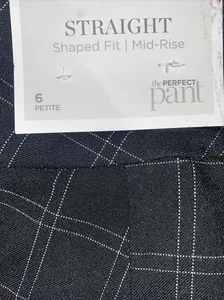 STRAIGHT
Shaped Fit | Mid-Rise
6
PETITE
the PERFECT
pant